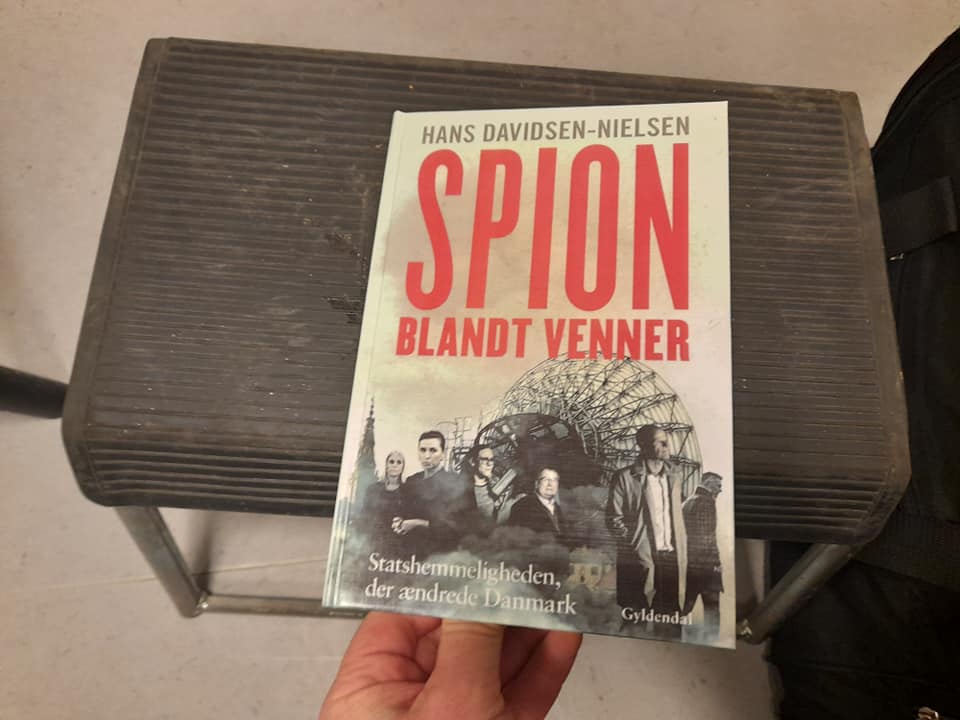 HANS DAVIDSEN-NIELSEN
SPION
BLANDT VENNER
Statshemmeligheden,
der ændrede Danmark
Gyldendal